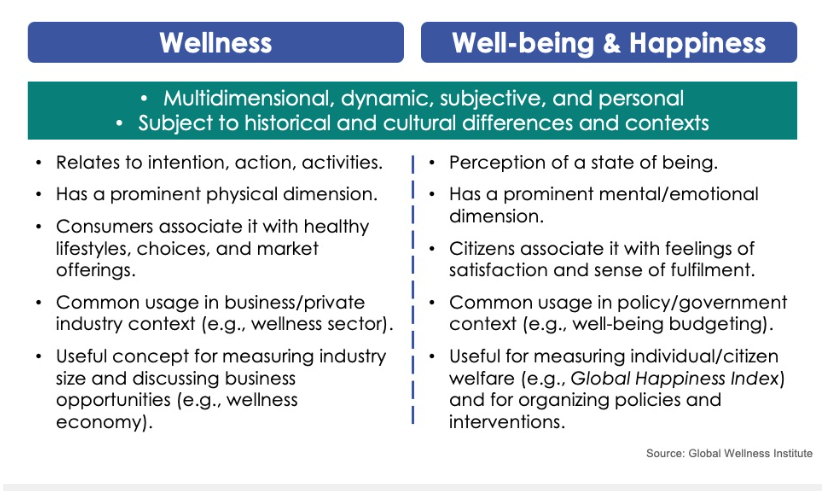 Wellness
Well-being & Happiness
• Multidimensional, dynamic, subjective, and personal
• Subject to historical and cultural differences and contexts
• Relates to intention, action, activities.
• Has a prominent physical dimension.
• Consumers associate it with healthy
lifestyles, choices, and market
offerings.
• Common usage in business/private
industry context (e.g., wellness sector).
• Useful concept for measuring industry
size and discussing business
opportunities (e.g., wellness
economy).
• Perception of a state of being.
• Has a prominent mental/emotional
dimension.
• Citizens associate it with feelings of
satisfaction and sense of fulfilment.
• Common usage in policy/government
context (e.g., well-being budgeting).
• Useful for measuring individual/citizen
welfare (e.g., Global Happiness Index)
and for organizing policies and
interventions.
Source: Global Wellness Institute